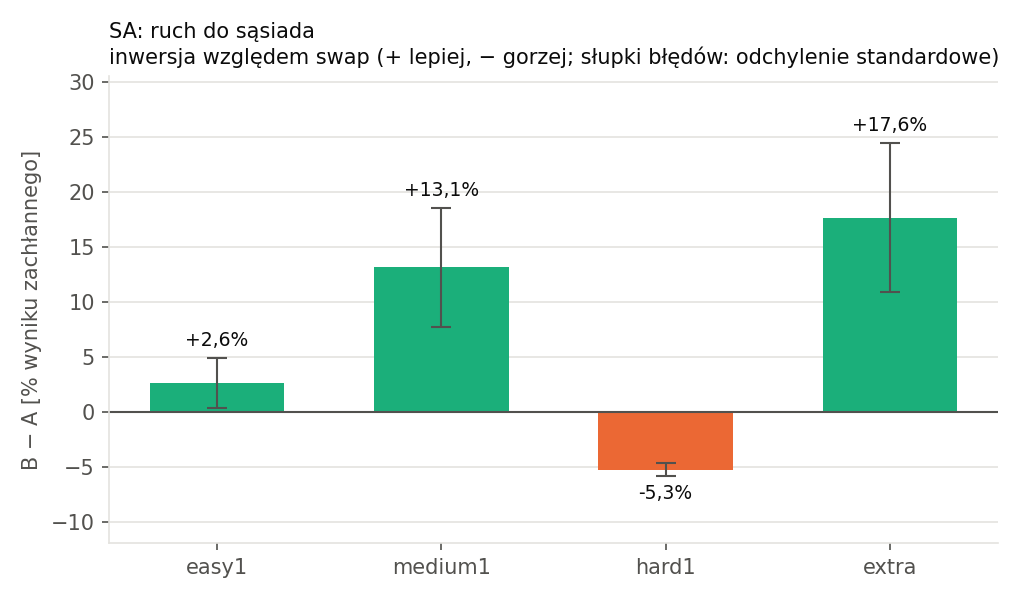 SA: ruch do sąsiada
inwersja względem swap (+ lepiej, − gorzej; słupki błędów: odchylenie standardowe)
B − A [% wyniku zachłannego]
30
25
20
15
10
5
0
−5
−10
+2,6%
+13,1%
-5,3%
+17,6%
easy1
medium1
hard1
extra